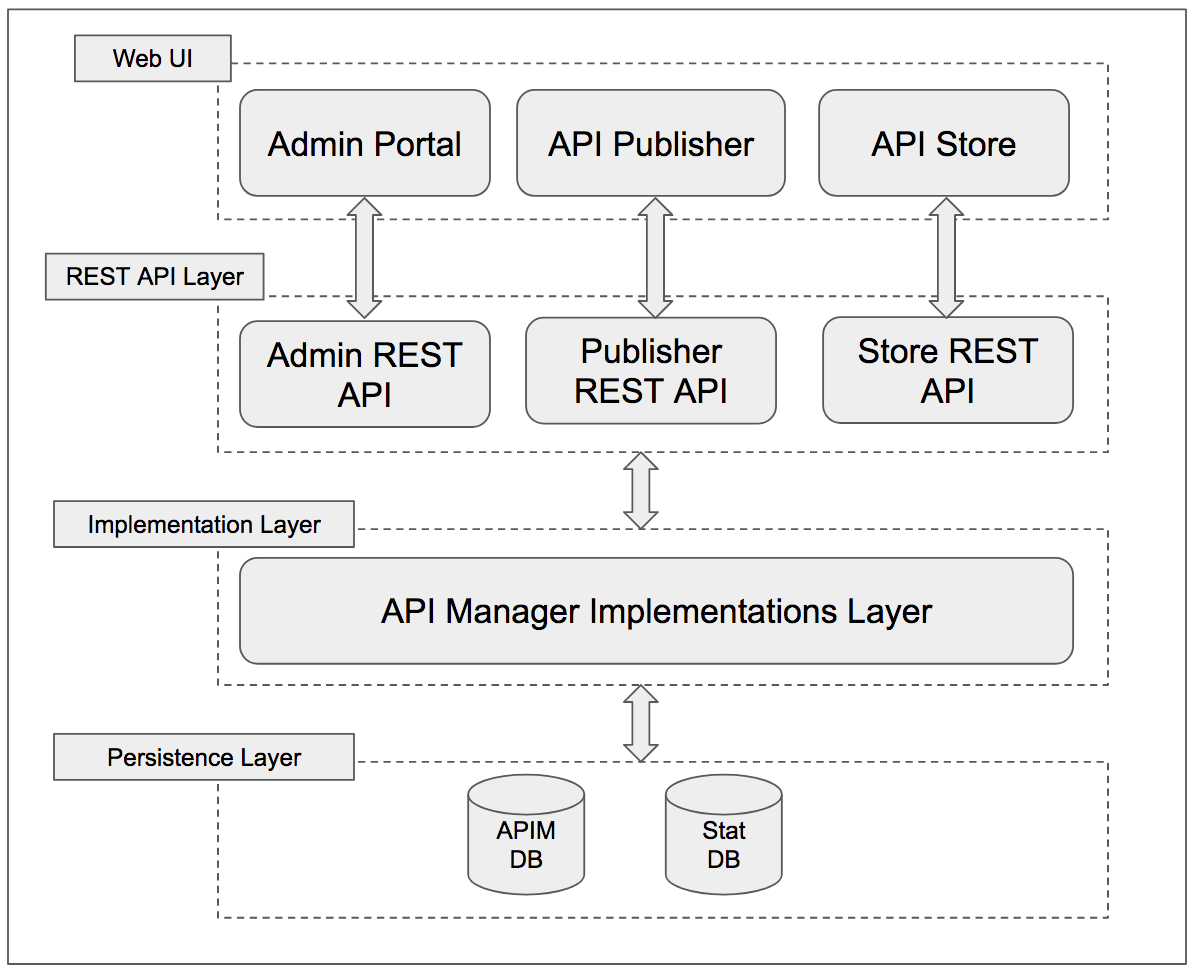 Web UI
Admin Portal
API Publisher
API Store
REST API Layer
Admin REST
API
Publisher
REST API
Store REST
API
Implementation Layer
API Manager Implementations Layer
Persistence Layer
APIM
DB
Stat
DB